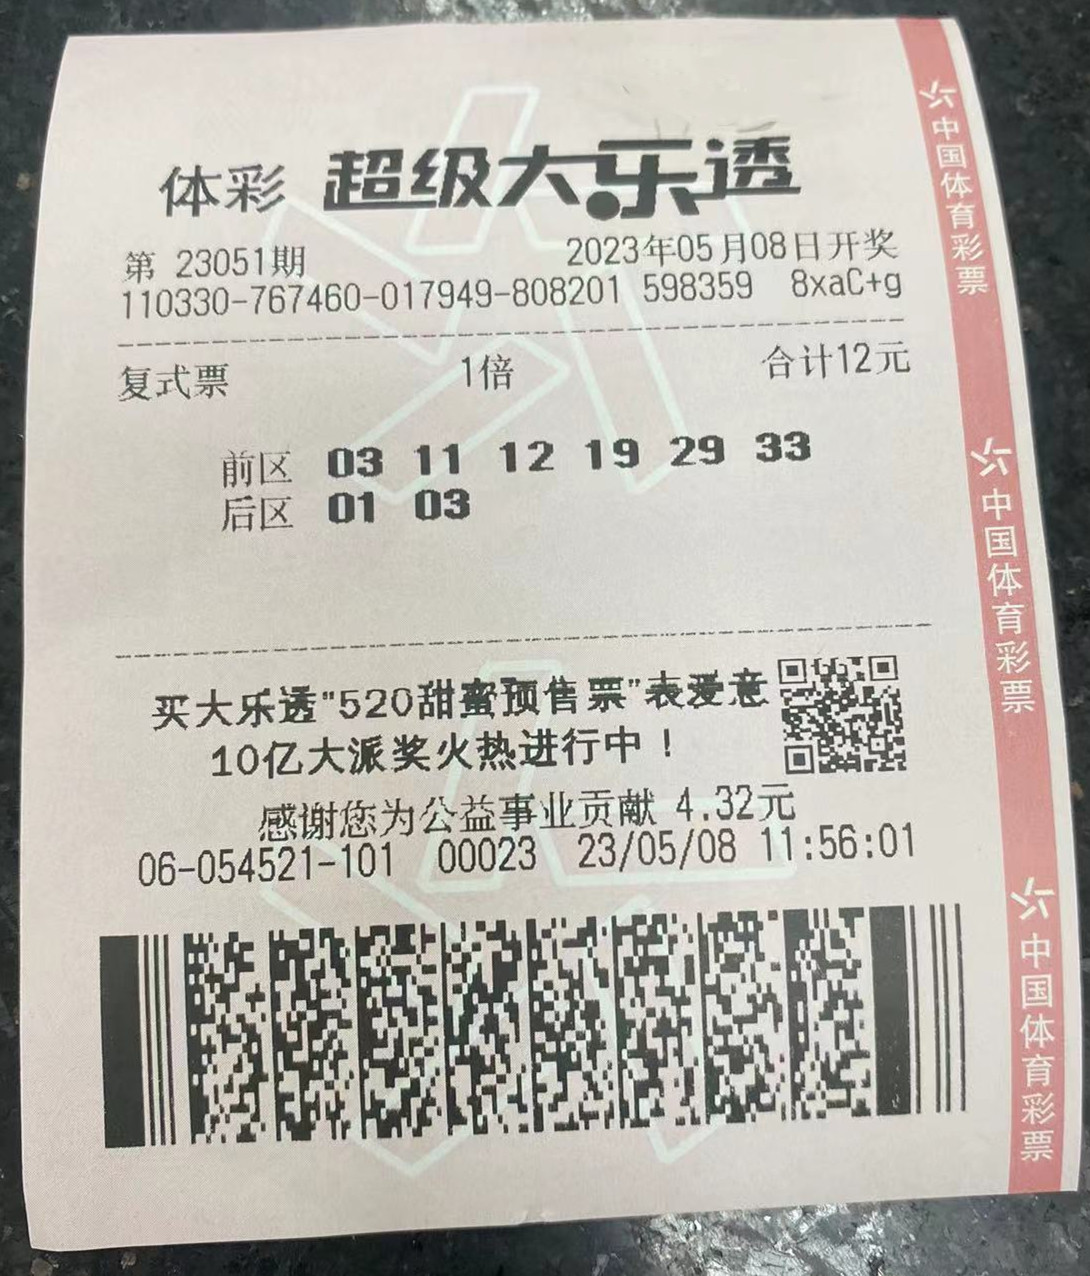 体彩 超级大乐透
第 23051期 2023年05月08日开奖
110330-767460-017949-808201 598359 8xaC+g
复式票 1倍 合计12元
前区 03 11 12 19 29 33
后区 01 03
买大乐透"520甜蜜预售票"表爱意
10亿大派奖火热进行中！
感谢您为公益事业贡献 4.32元
06-054521-101 00023 23/05/08 11:56:01
中国体育彩票
中国体育彩票
中国体育彩票